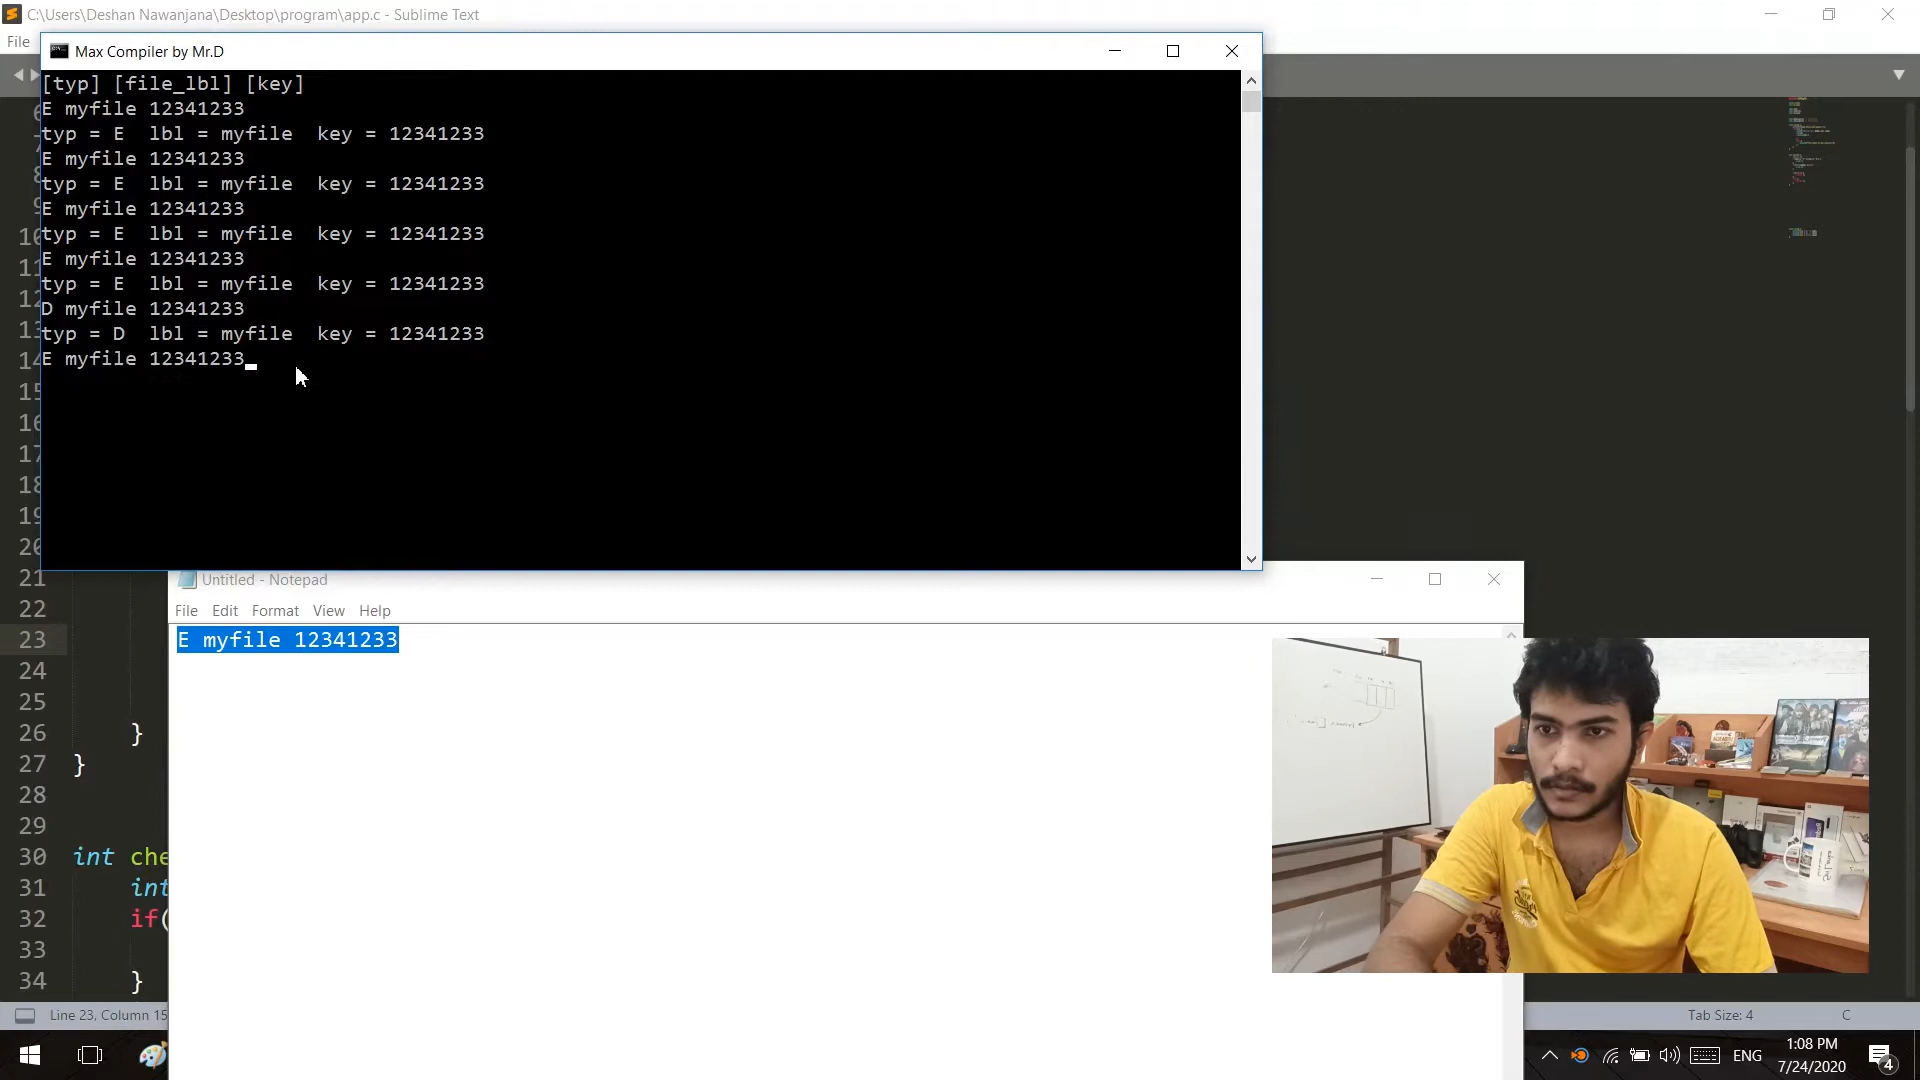 C:\Users\Deshan Nawanjana\Desktop\program\app.c - Sublime Text
File
Max Compiler by Mr.D
[typ] [file_lbl] [key]
E myfile 12341233
typ = E  lbl = myfile  key = 12341233
E myfile 12341233
typ = E  lbl = myfile  key = 12341233
E myfile 12341233
typ = E  lbl = myfile  key = 12341233
E myfile 12341233
typ = E  lbl = myfile  key = 12341233
D myfile 12341233
typ = D  lbl = myfile  key = 12341233
E myfile 12341233
Untitled - Notepad
File Edit Format View Help
E myfile 12341233
21
22
23
24
25
26 }
27 }
28
29
30 int che
31 int
32 if(
33
34 }
Line 23, Column 15
Tab Size: 4
C
ENG
1:08 PM
7/24/2020
4